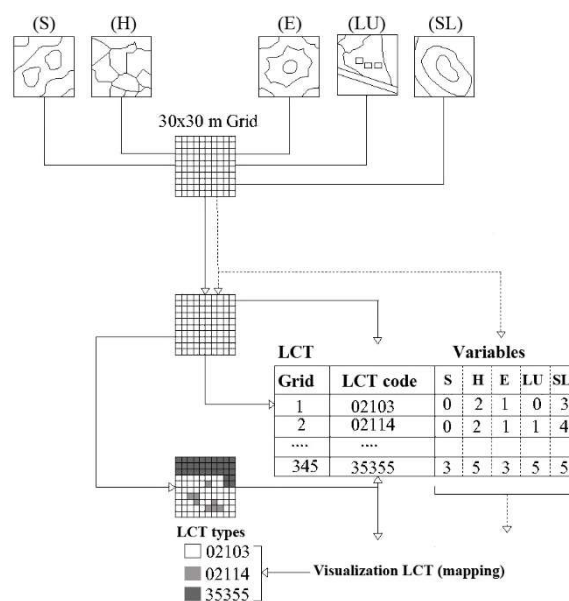 (S) (H) (E) (LU) (SL)
30x30 m Grid
LCT Variables
Grid LCT code S H E LU SL
1 02103 0 2 1 0 3
2 02114 0 2 1 1 4
.... ....
345 35355 3 5 3 5 5
LCT types
02103
02114
35355
Visualization LCT (mapping)